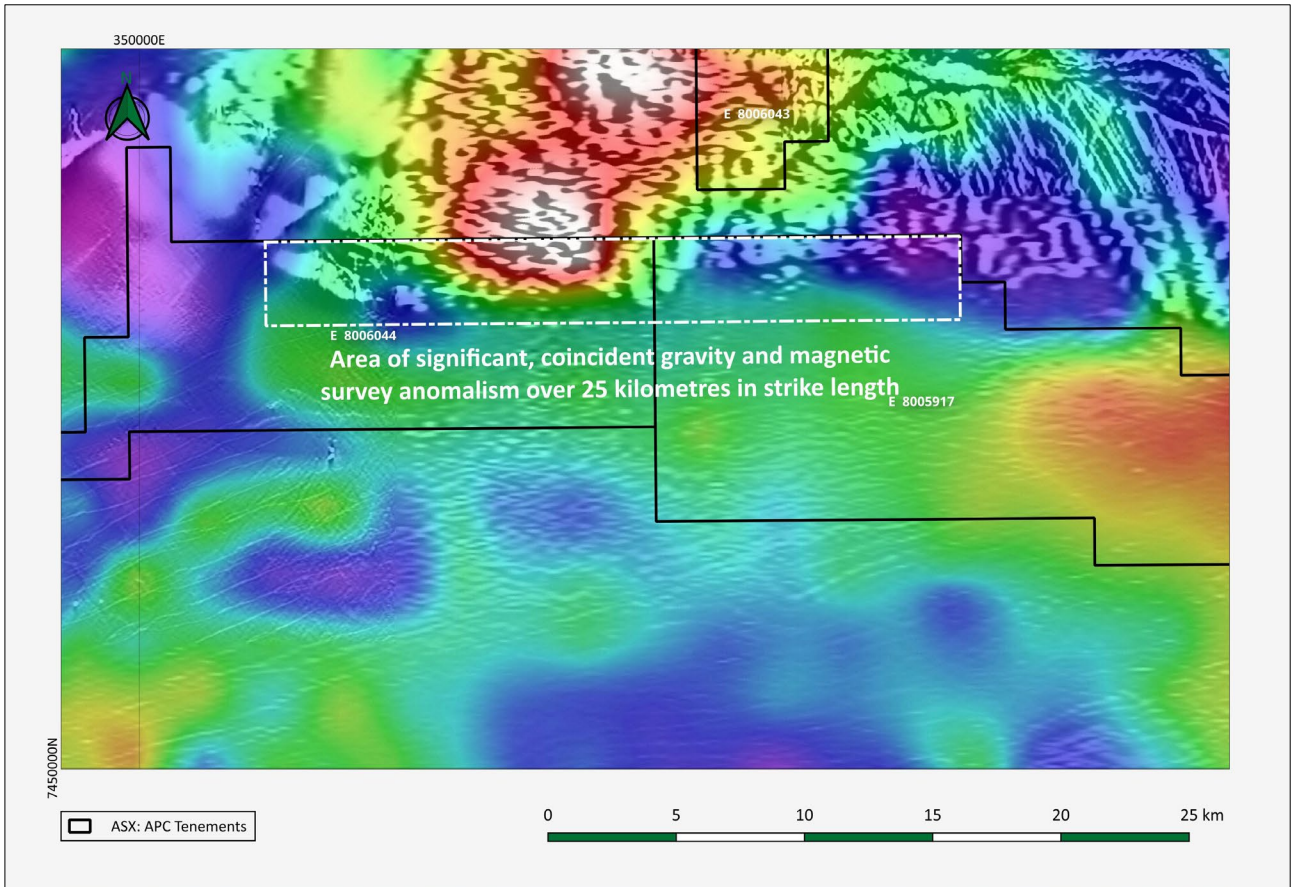 350000E
N
E 8006043
E 8006044
Area of significant, coincident gravity and magnetic
survey anomalism over 25 kilometres in strike length
E 8005917
7450000N
ASX: APC Tenements
0 5 10 15 20 25 km